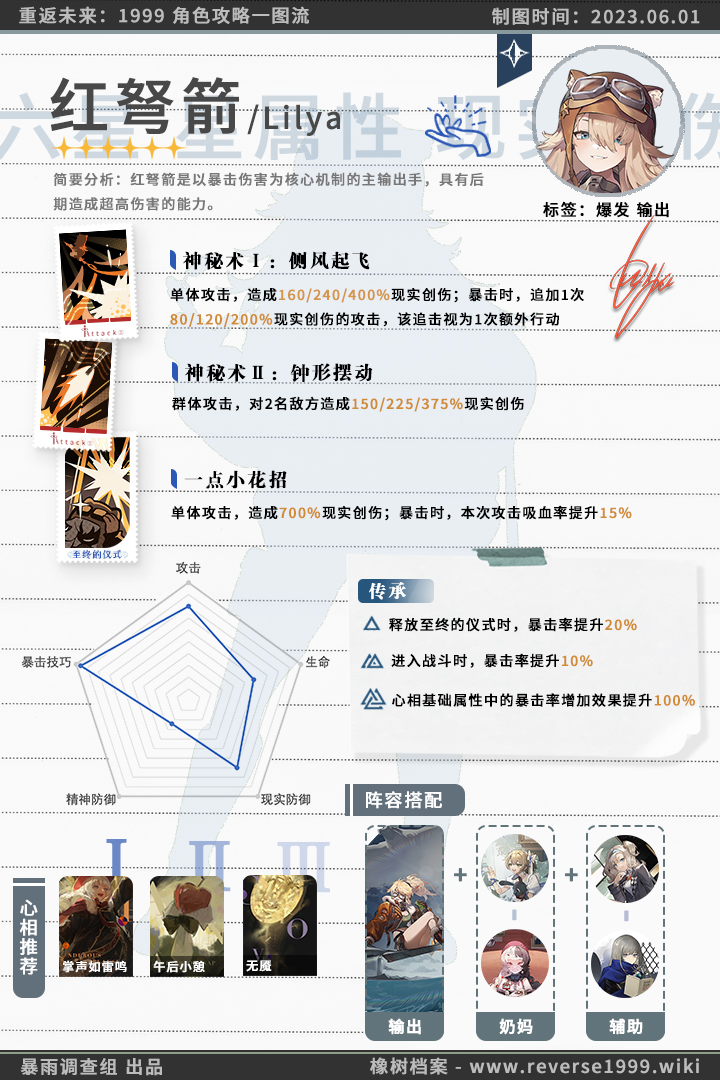 重返未来：1999 角色攻略一图流
制图时间：2023.06.01
六星 星属性 现实 伤
红弩箭/Lilya
简要分析：红弩箭是以暴击伤害为核心机制的主输出手，具有后
期造成超高伤害的能力。
标签：爆发 输出
神秘术Ⅰ：侧风起飞
单体攻击，造成160/240/400%现实创伤；暴击时，追加1次
80/120/200%现实创伤的攻击，该追击视为1次额外行动
Attack
神秘术Ⅱ：钟形摆动
群体攻击，对2名敌方造成150/225/375%现实创伤
Attack
一点小花招
单体攻击，造成700%现实创伤；暴击时，本次攻击吸血率提升15%
至终的仪式
攻击
暴击技巧
生命
精神防御
现实防御
传承
释放至终的仪式时，暴击率提升20%
进入战斗时，暴击率提升10%
心相基础属性中的暴击率增加效果提升100%
阵容搭配
Ⅰ Ⅱ Ⅲ
心相推荐
掌声如雷鸣
午后小憩
无魇
+ +
输出
奶妈
辅助
暴雨调查组 出品
橡树档案 - www.reverse1999.wiki